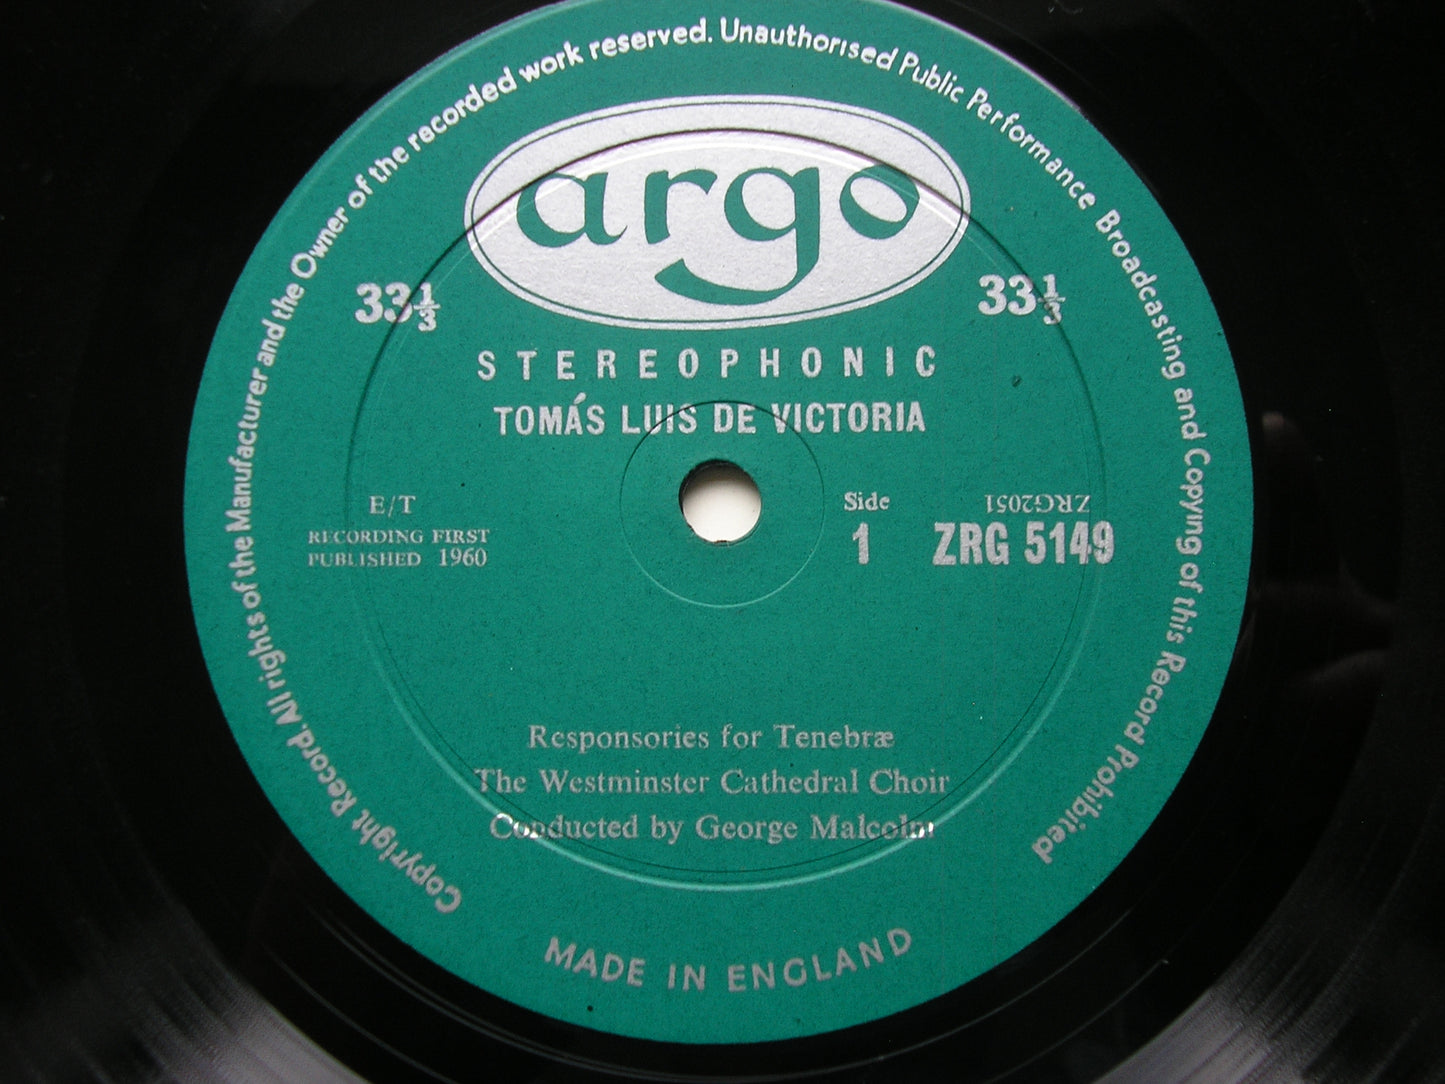 Copyright Record. All rights of the Manufacturer and the Owner of the recorded work reserved. Unauthorised Public Performance Broadcasting and Copying of this Record Prohibited
argo
33⅓ 33⅓
STEREOPHONIC
TOMÁS LUIS DE VICTORIA
E/T
RECORDING FIRST
PUBLISHED 1960
Side
1
ZRG2051
ZRG 5149
Responsories for Tenebræ
The Westminster Cathedral Choir
Conducted by George Malcolm
MADE IN ENGLAND